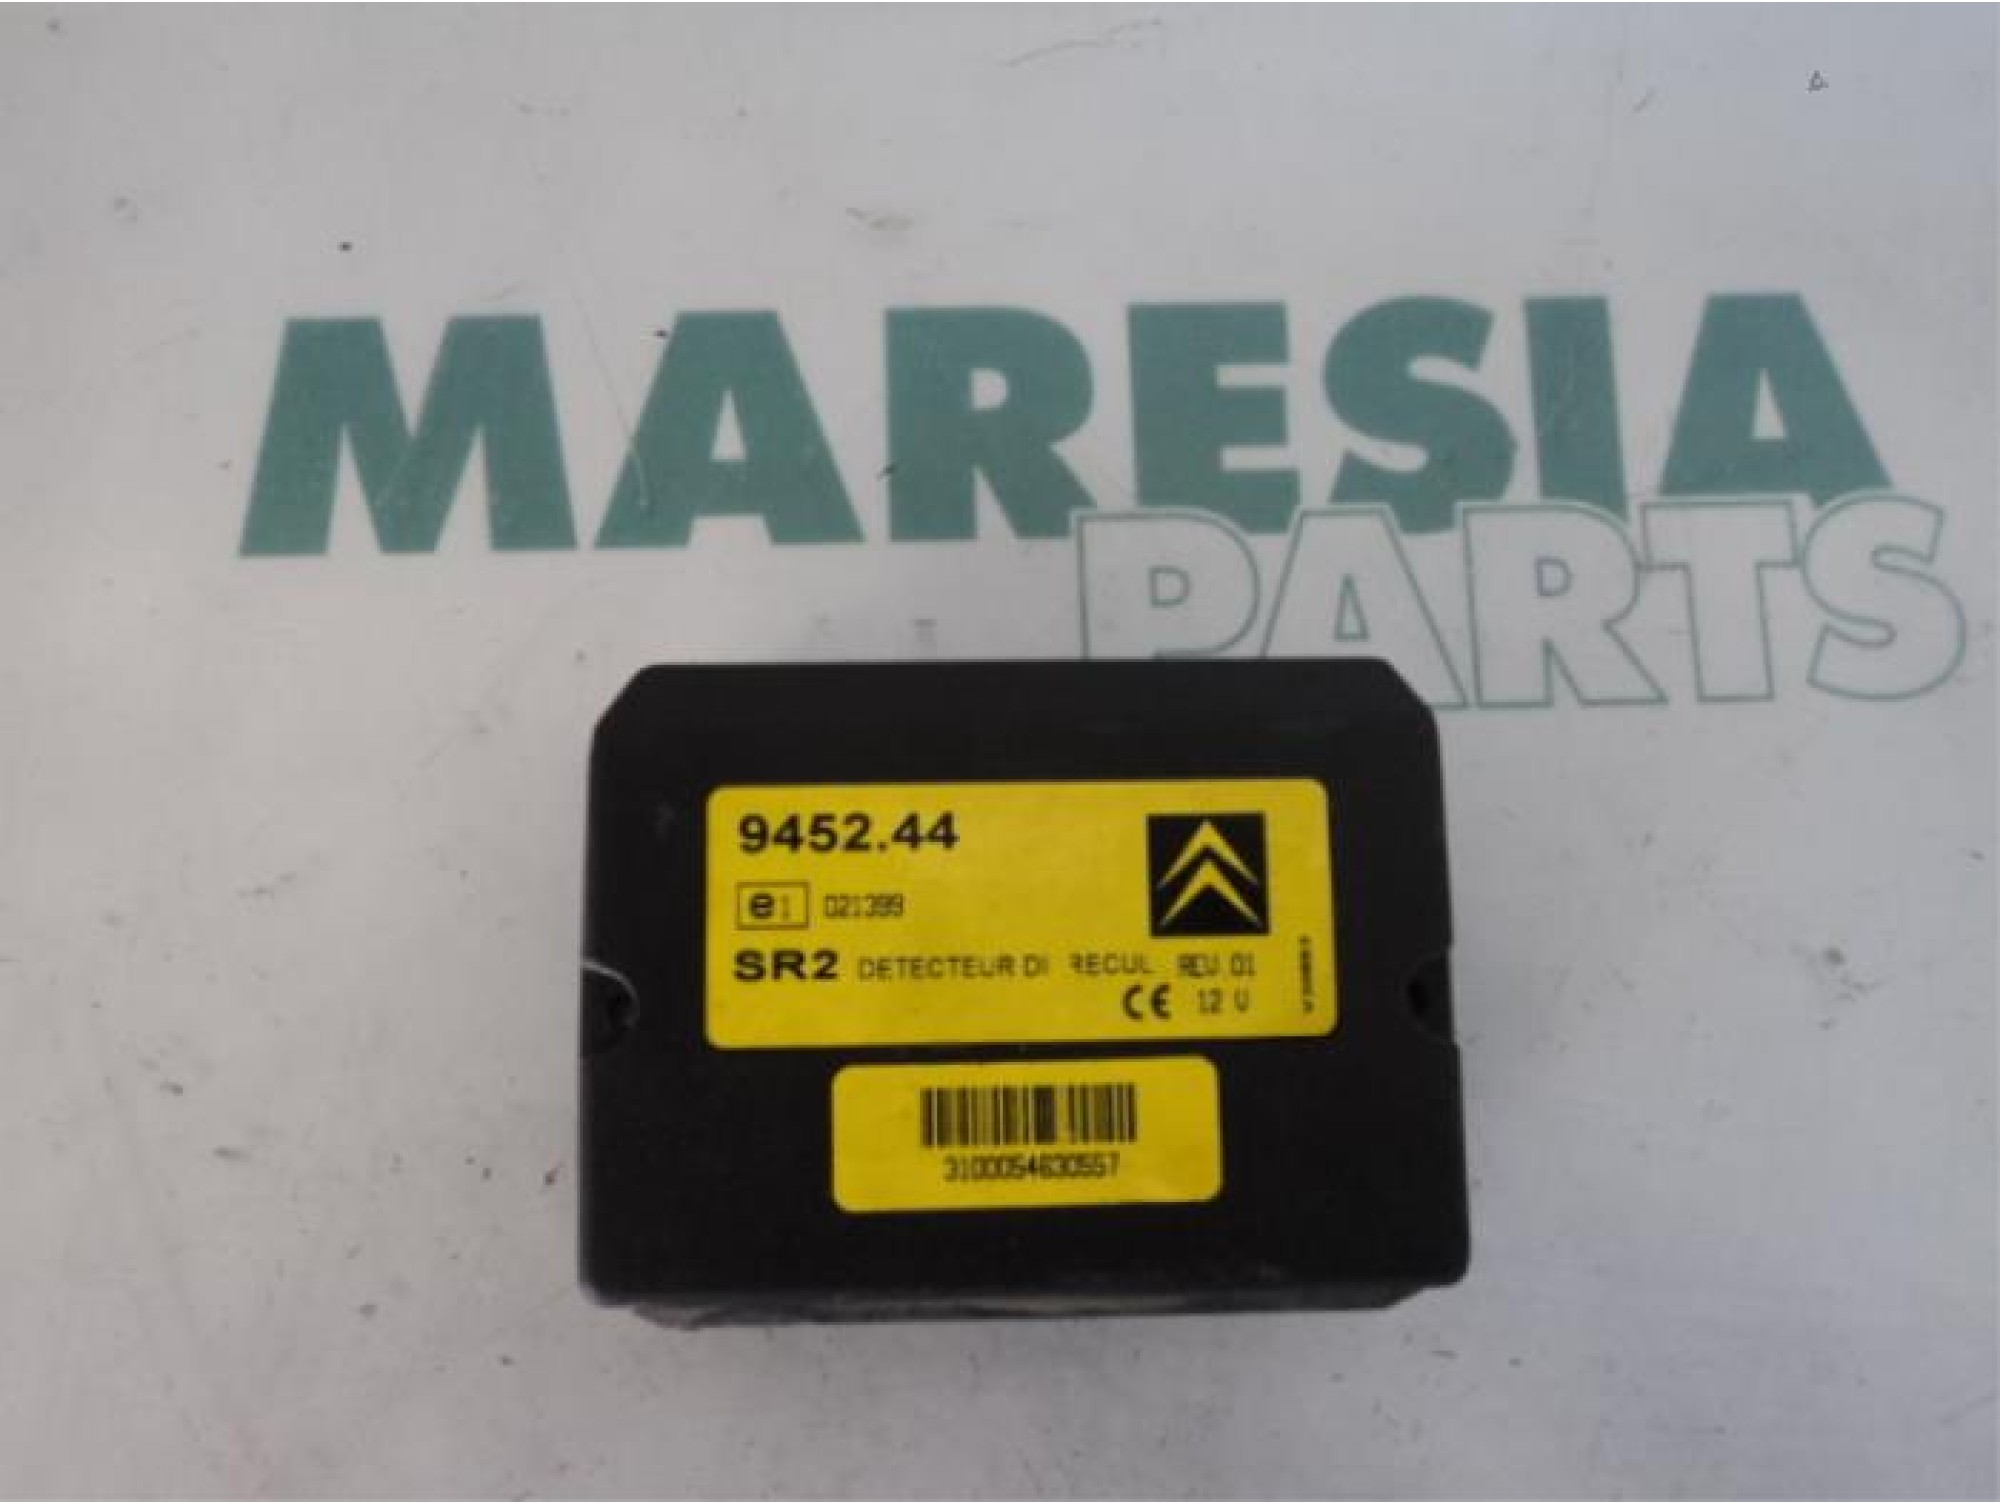 MARESIA
PARTS
9452.44
e1 021399
SR2 DETECTEUR DI RECUL REV. 01
CE 12 V
3100054630557